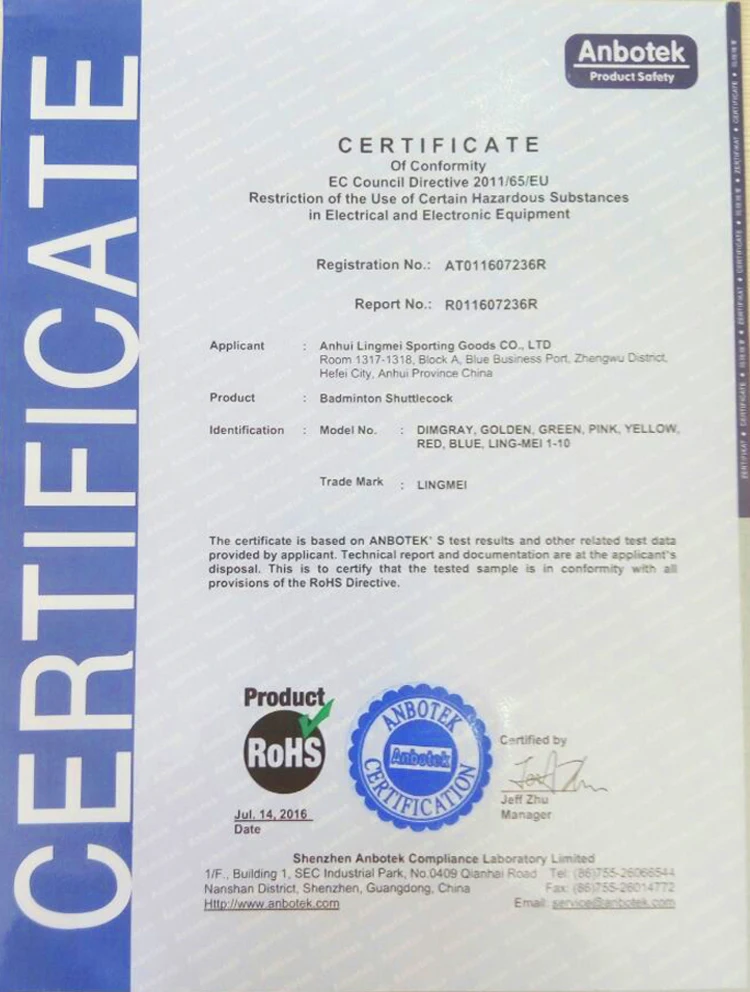 CERTIFICATE
Anbotek
Product Safety
CERTIFICATE
Of Conformity
EC Council Directive 2011/65/EU
Restriction of the Use of Certain Hazardous Substances
in Electrical and Electronic Equipment
Registration No.: AT011607236R
Report No.: R011607236R
Applicant : Anhui Lingmei Sporting Goods CO., LTD
Room 1317-1318, Block A, Blue Business Port, Zhengwu District,
Hefei City, Anhui Province China
Product : Badminton Shuttlecock
Identification : Model No. : DIMGRAY, GOLDEN, GREEN, PINK, YELLOW,
RED, BLUE, LING-MEI 1-10
Trade Mark : LINGMEI
The certificate is based on ANBOTEK' S test results and other related test data
provided by applicant. Technical report and documentation are at the applicant's
disposal. This is to certify that the tested sample is in conformity with all
provisions of the RoHS Directive.
Product
RoHS
ANBOTEK
Anbotek
CERTIFICATION
Certified by
Jeff Zhu
Manager
Jul. 14, 2016
Date
Shenzhen Anbotek Compliance Laboratory Limited
1/F., Building 1, SEC Industrial Park, No.0409 Qianhai Road Tel: (86)755-26066544
Nanshan District, Shenzhen, Guangdong, China Fax: (86)755-26014772
Http://www.anbotek.com Email: service@anbotek.com